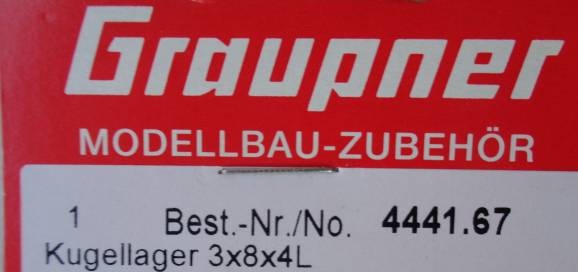 Graupner
MODELLBAU-ZUBEHÖR
1 Best.-Nr./No. 4441.67
Kugellager 3x8x4L